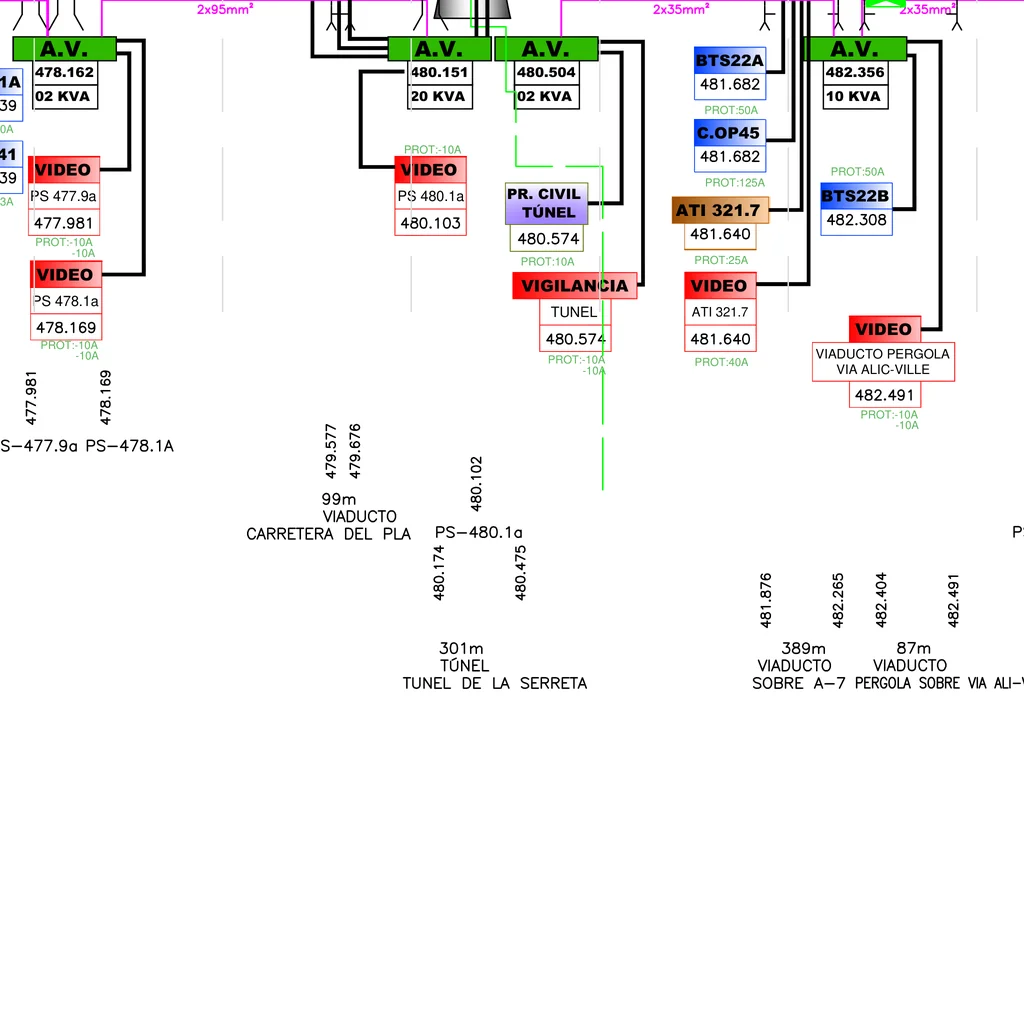 2x95mm²
2x35mm²
2x35mm²
A.V.
478.162
02 KVA
A.V.
480.151
20 KVA
A.V.
480.504
02 KVA
A.V.
482.356
10 KVA
1A
39
0A
41
39
3A
VIDEO
PS 477.9a
477.981
PROT:-10A
-10A
VIDEO
PS 478.1a
478.169
PROT:-10A
-10A
PROT:-10A
VIDEO
PS 480.1a
480.103
PR. CIVIL
TÚNEL
480.574
PROT:10A
VIGILANCIA
TUNEL
480.574
PROT:-10A
-10A
BTS22A
481.682
PROT:50A
C.OP45
481.682
PROT:125A
ATI 321.7
481.640
PROT:25A
VIDEO
ATI 321.7
481.640
PROT:40A
PROT:50A
BTS22B
482.308
VIDEO
VIADUCTO PERGOLA
VIA ALIC-VILLE
482.491
PROT:-10A
-10A
477.981
478.169
S-477.9a PS-478.1A
479.577
479.676
99m
VIADUCTO
CARRETERA DEL PLA
480.102
PS-480.1a
480.174
480.475
301m
TÚNEL
TUNEL DE LA SERRETA
481.876
482.265
389m
VIADUCTO
SOBRE A-7
482.404
482.491
87m
VIADUCTO
PERGOLA SOBRE VIA ALI-V
PS